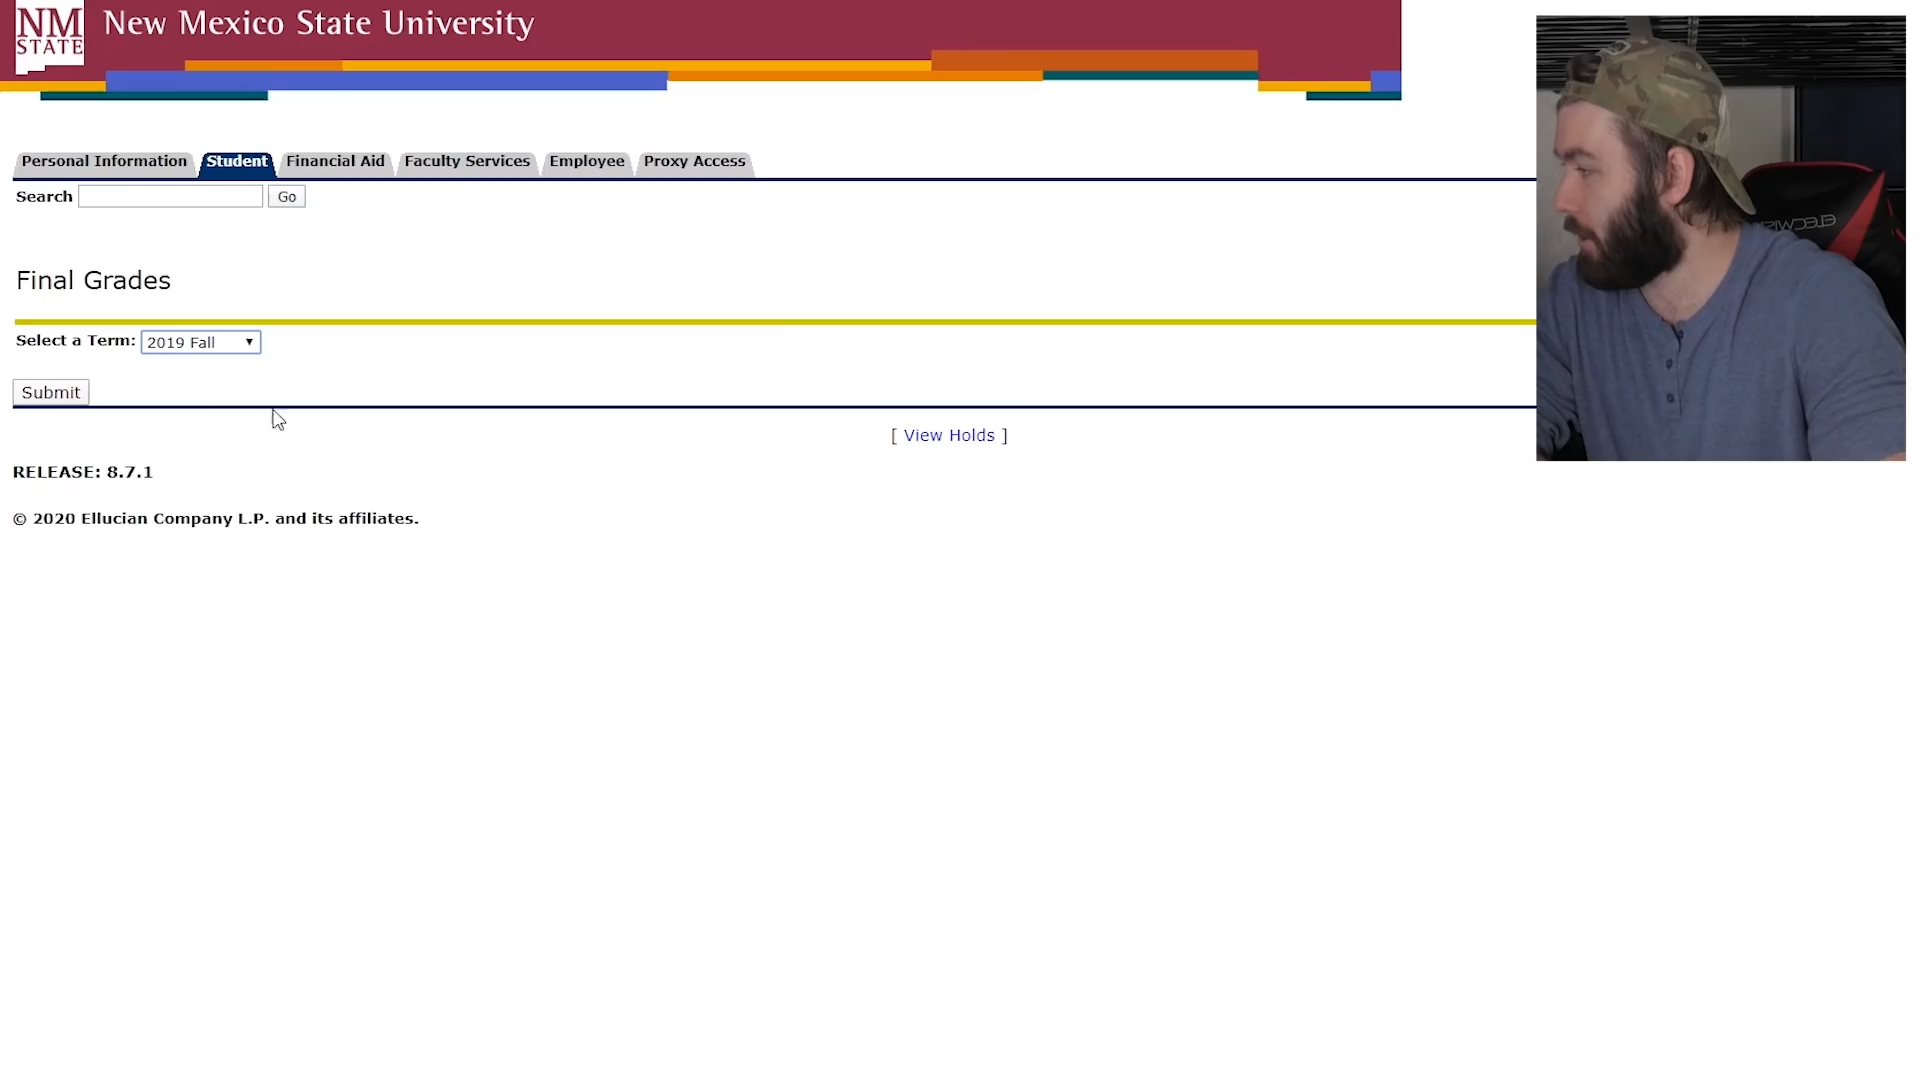 NM
STATE
New Mexico State University
Personal Information Student Financial Aid Faculty Services Employee Proxy Access
Search Go
Final Grades
Select a Term: 2019 Fall
Submit
[ View Holds ]
RELEASE: 8.7.1
© 2020 Ellucian Company L.P. and its affiliates.